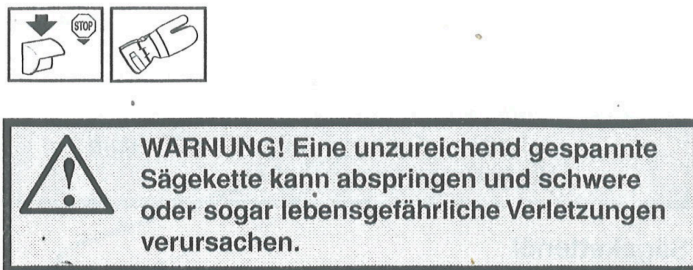 STOP
WARNUNG! Eine unzureichend gespannte
Sägekette kann abspringen und schwere
oder sogar lebensgefährliche Verletzungen
verursachen.